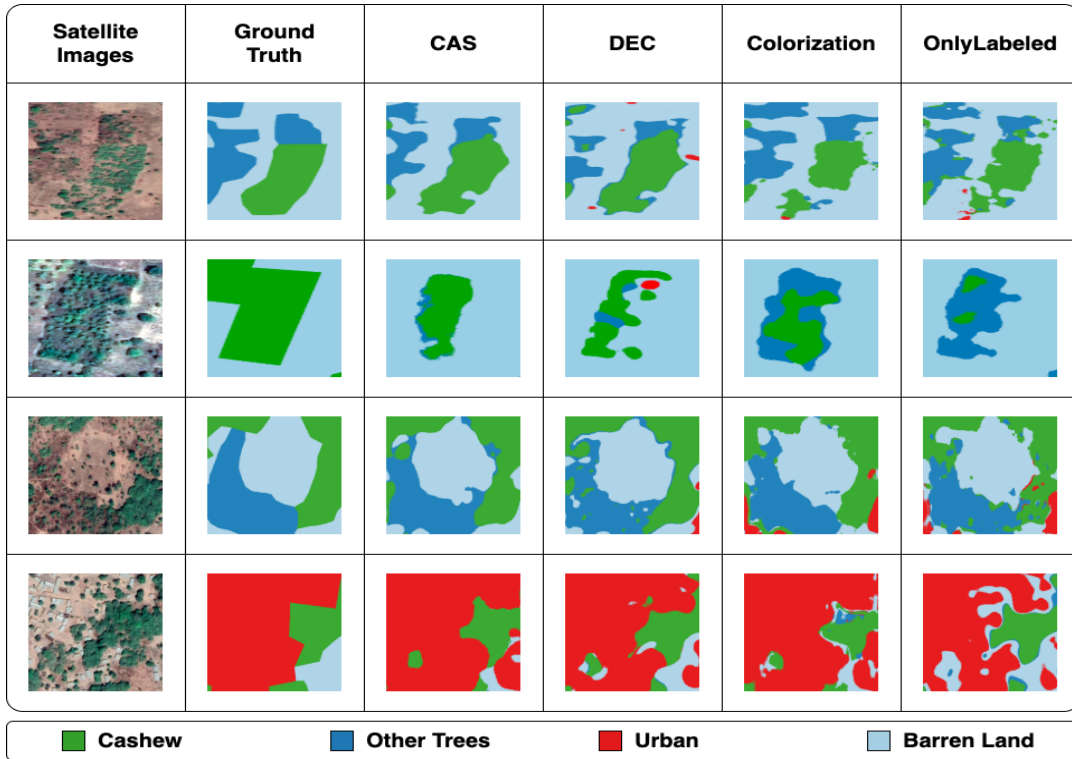 Satellite
Images
Ground
Truth
CAS
DEC
Colorization
OnlyLabeled
Cashew
Other Trees
Urban
Barren Land